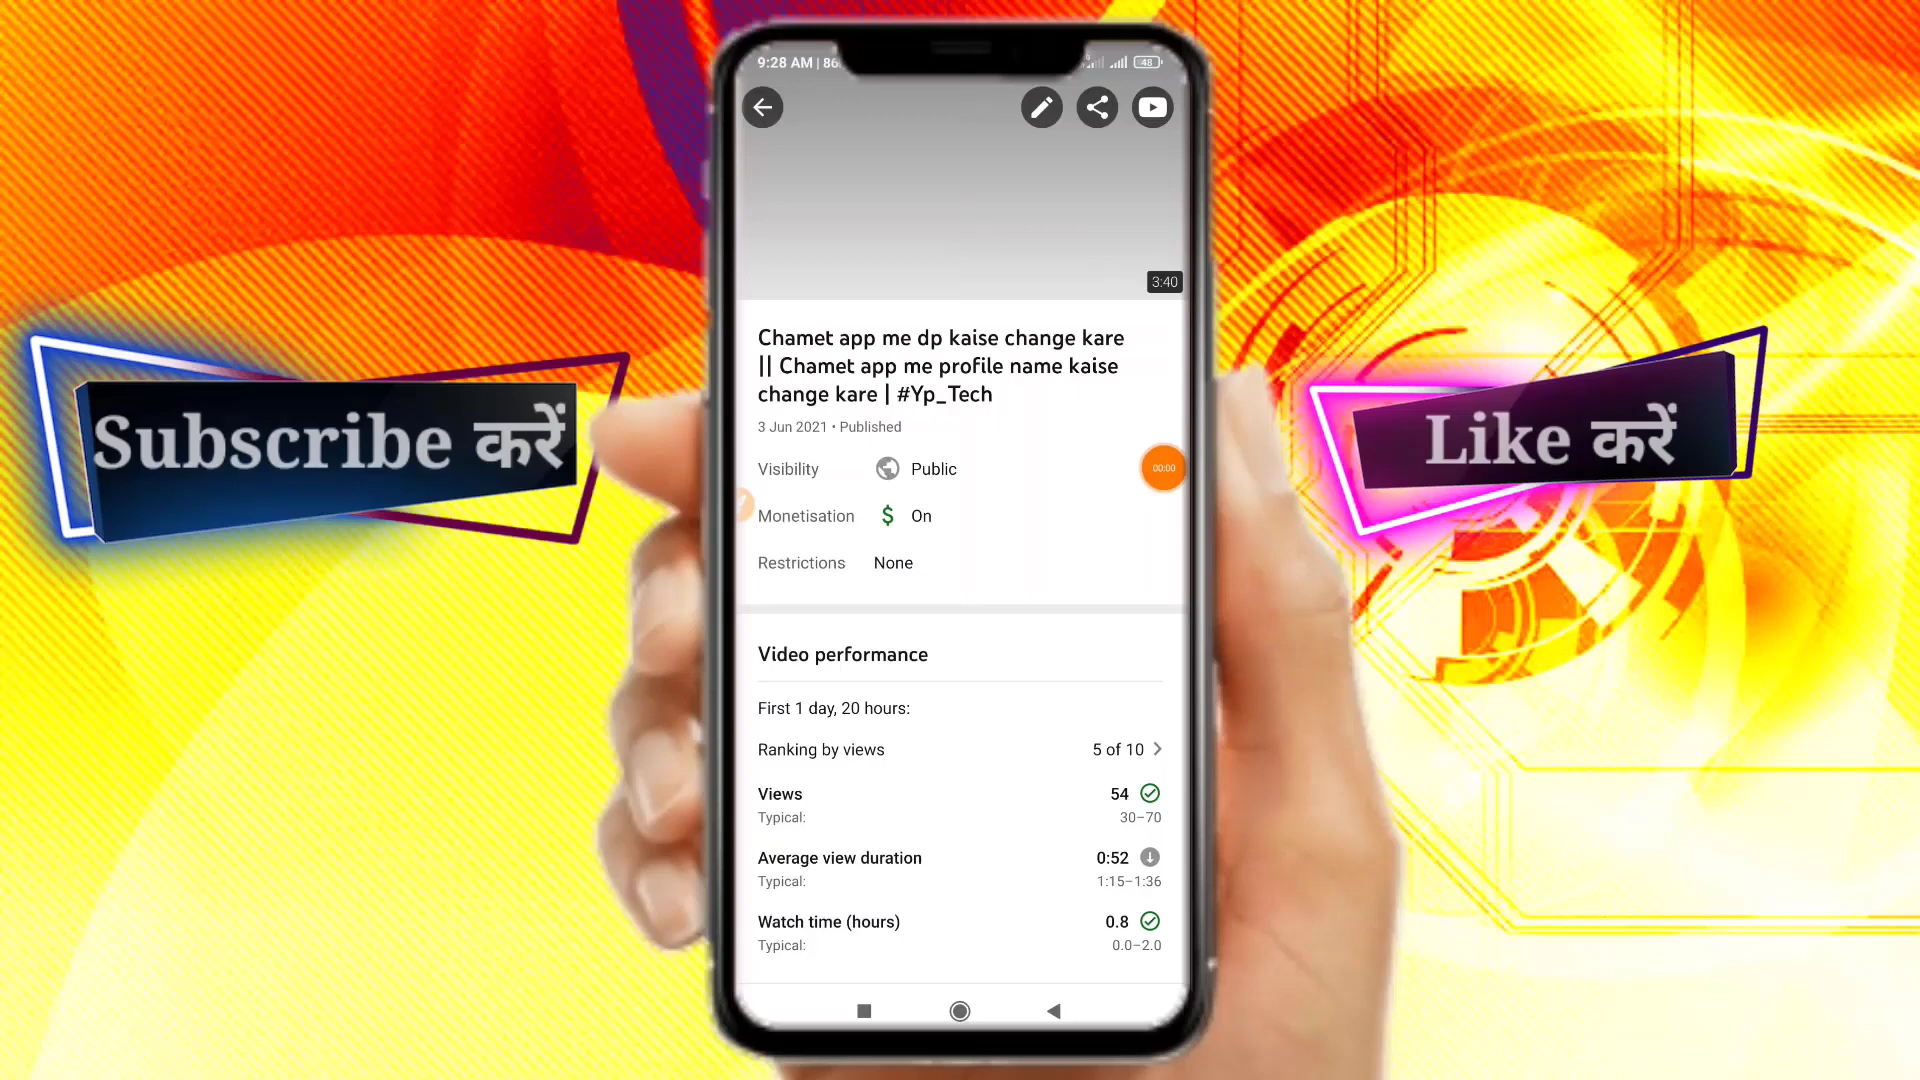 9:28 AM | 86
48
3:40
Chamet app me dp kaise change kare
|| Chamet app me profile name kaise
change kare | #Yp_Tech
3 Jun 2021 • Published
Visibility Public
00:00
Monetisation $ On
Restrictions None
Subscribe करें
Like करें
Video performance
First 1 day, 20 hours:
Ranking by views 5 of 10
Views 54
Typical: 30–70
Average view duration 0:52
Typical: 1:15–1:36
Watch time (hours) 0.8
Typical: 0.0–2.0